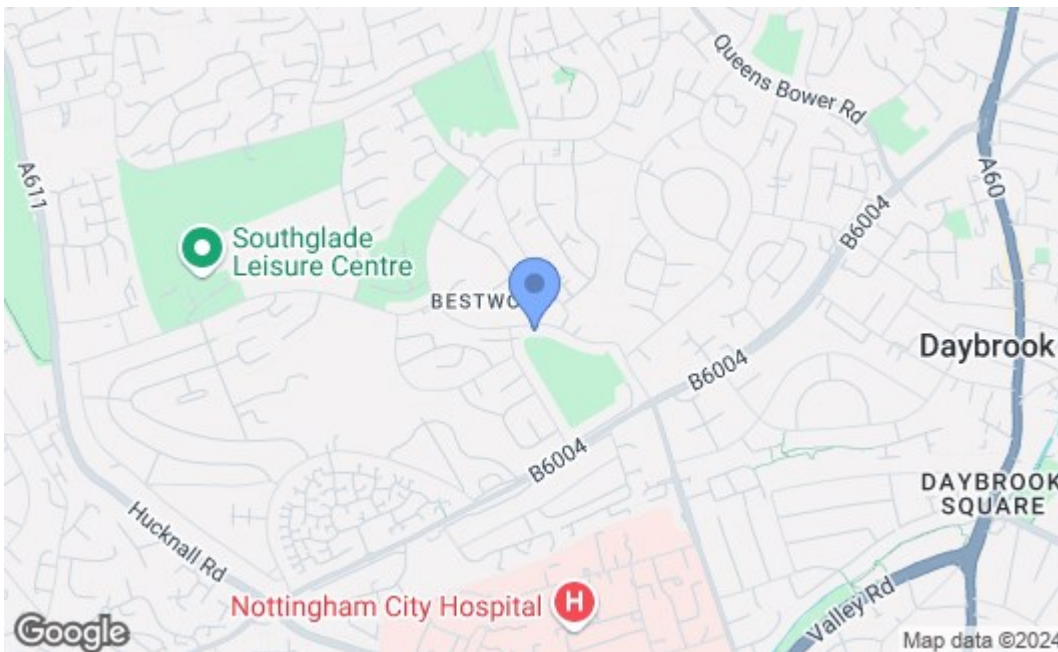 Queens Bower Rd
A611
A60
B6004
Southglade
Leisure Centre
BESTWO
Daybrook
B6004
B6004
DAYBROOK
SQUARE
Hucknall Rd
Nottingham City Hospital
H
Valley Rd
Google
Map data ©2024